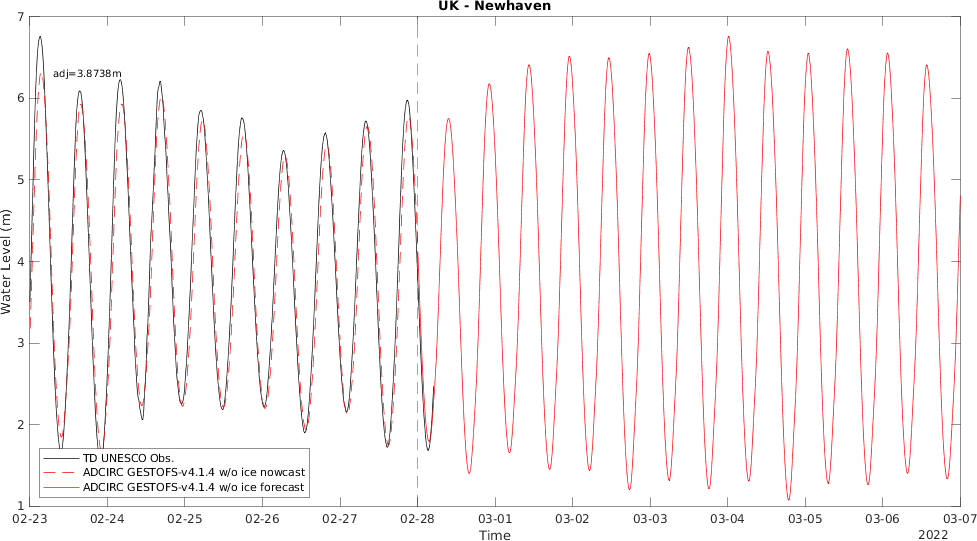 UK - Newhaven
adj=3.8738m
Water Level (m)
7
6
5
4
3
2
1
TD UNESCO Obs.
ADCIRC GESTOFS-v4.1.4 w/o ice nowcast
ADCIRC GESTOFS-v4.1.4 w/o ice forecast
02-23 02-24 02-25 02-26 02-27 02-28 03-01 03-02 03-03 03-04 03-05 03-06 03-07
Time
2022